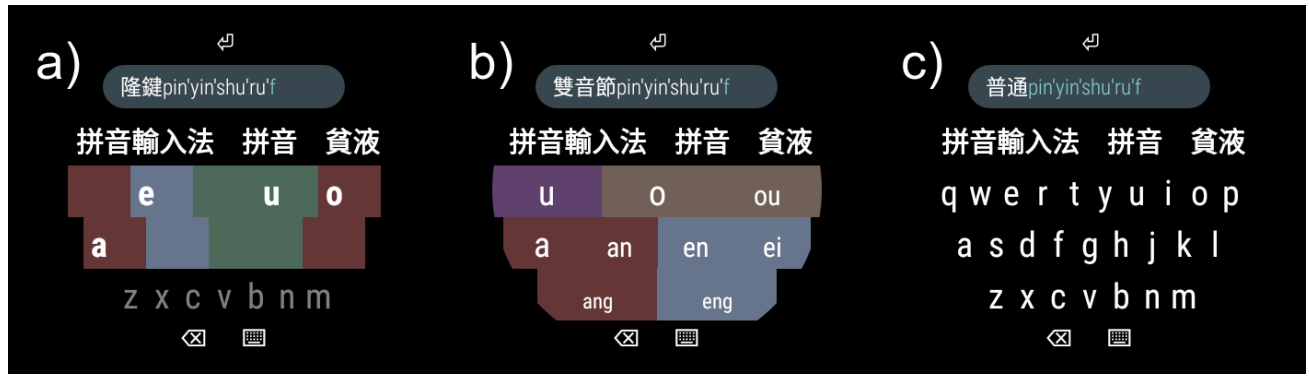 a)
隆鍵pin'yin'shu'ru'f
拼音輸入法 拼音 貧液
e u o
a
z x c v b n m
b)
雙音節pin'yin'shu'ru'f
拼音輸入法 拼音 貧液
u o ou
a an en ei
ang eng
c)
普通pin'yin'shu'ru'f
拼音輸入法 拼音 貧液
q w e r t y u i o p
a s d f g h j k l
z x c v b n m